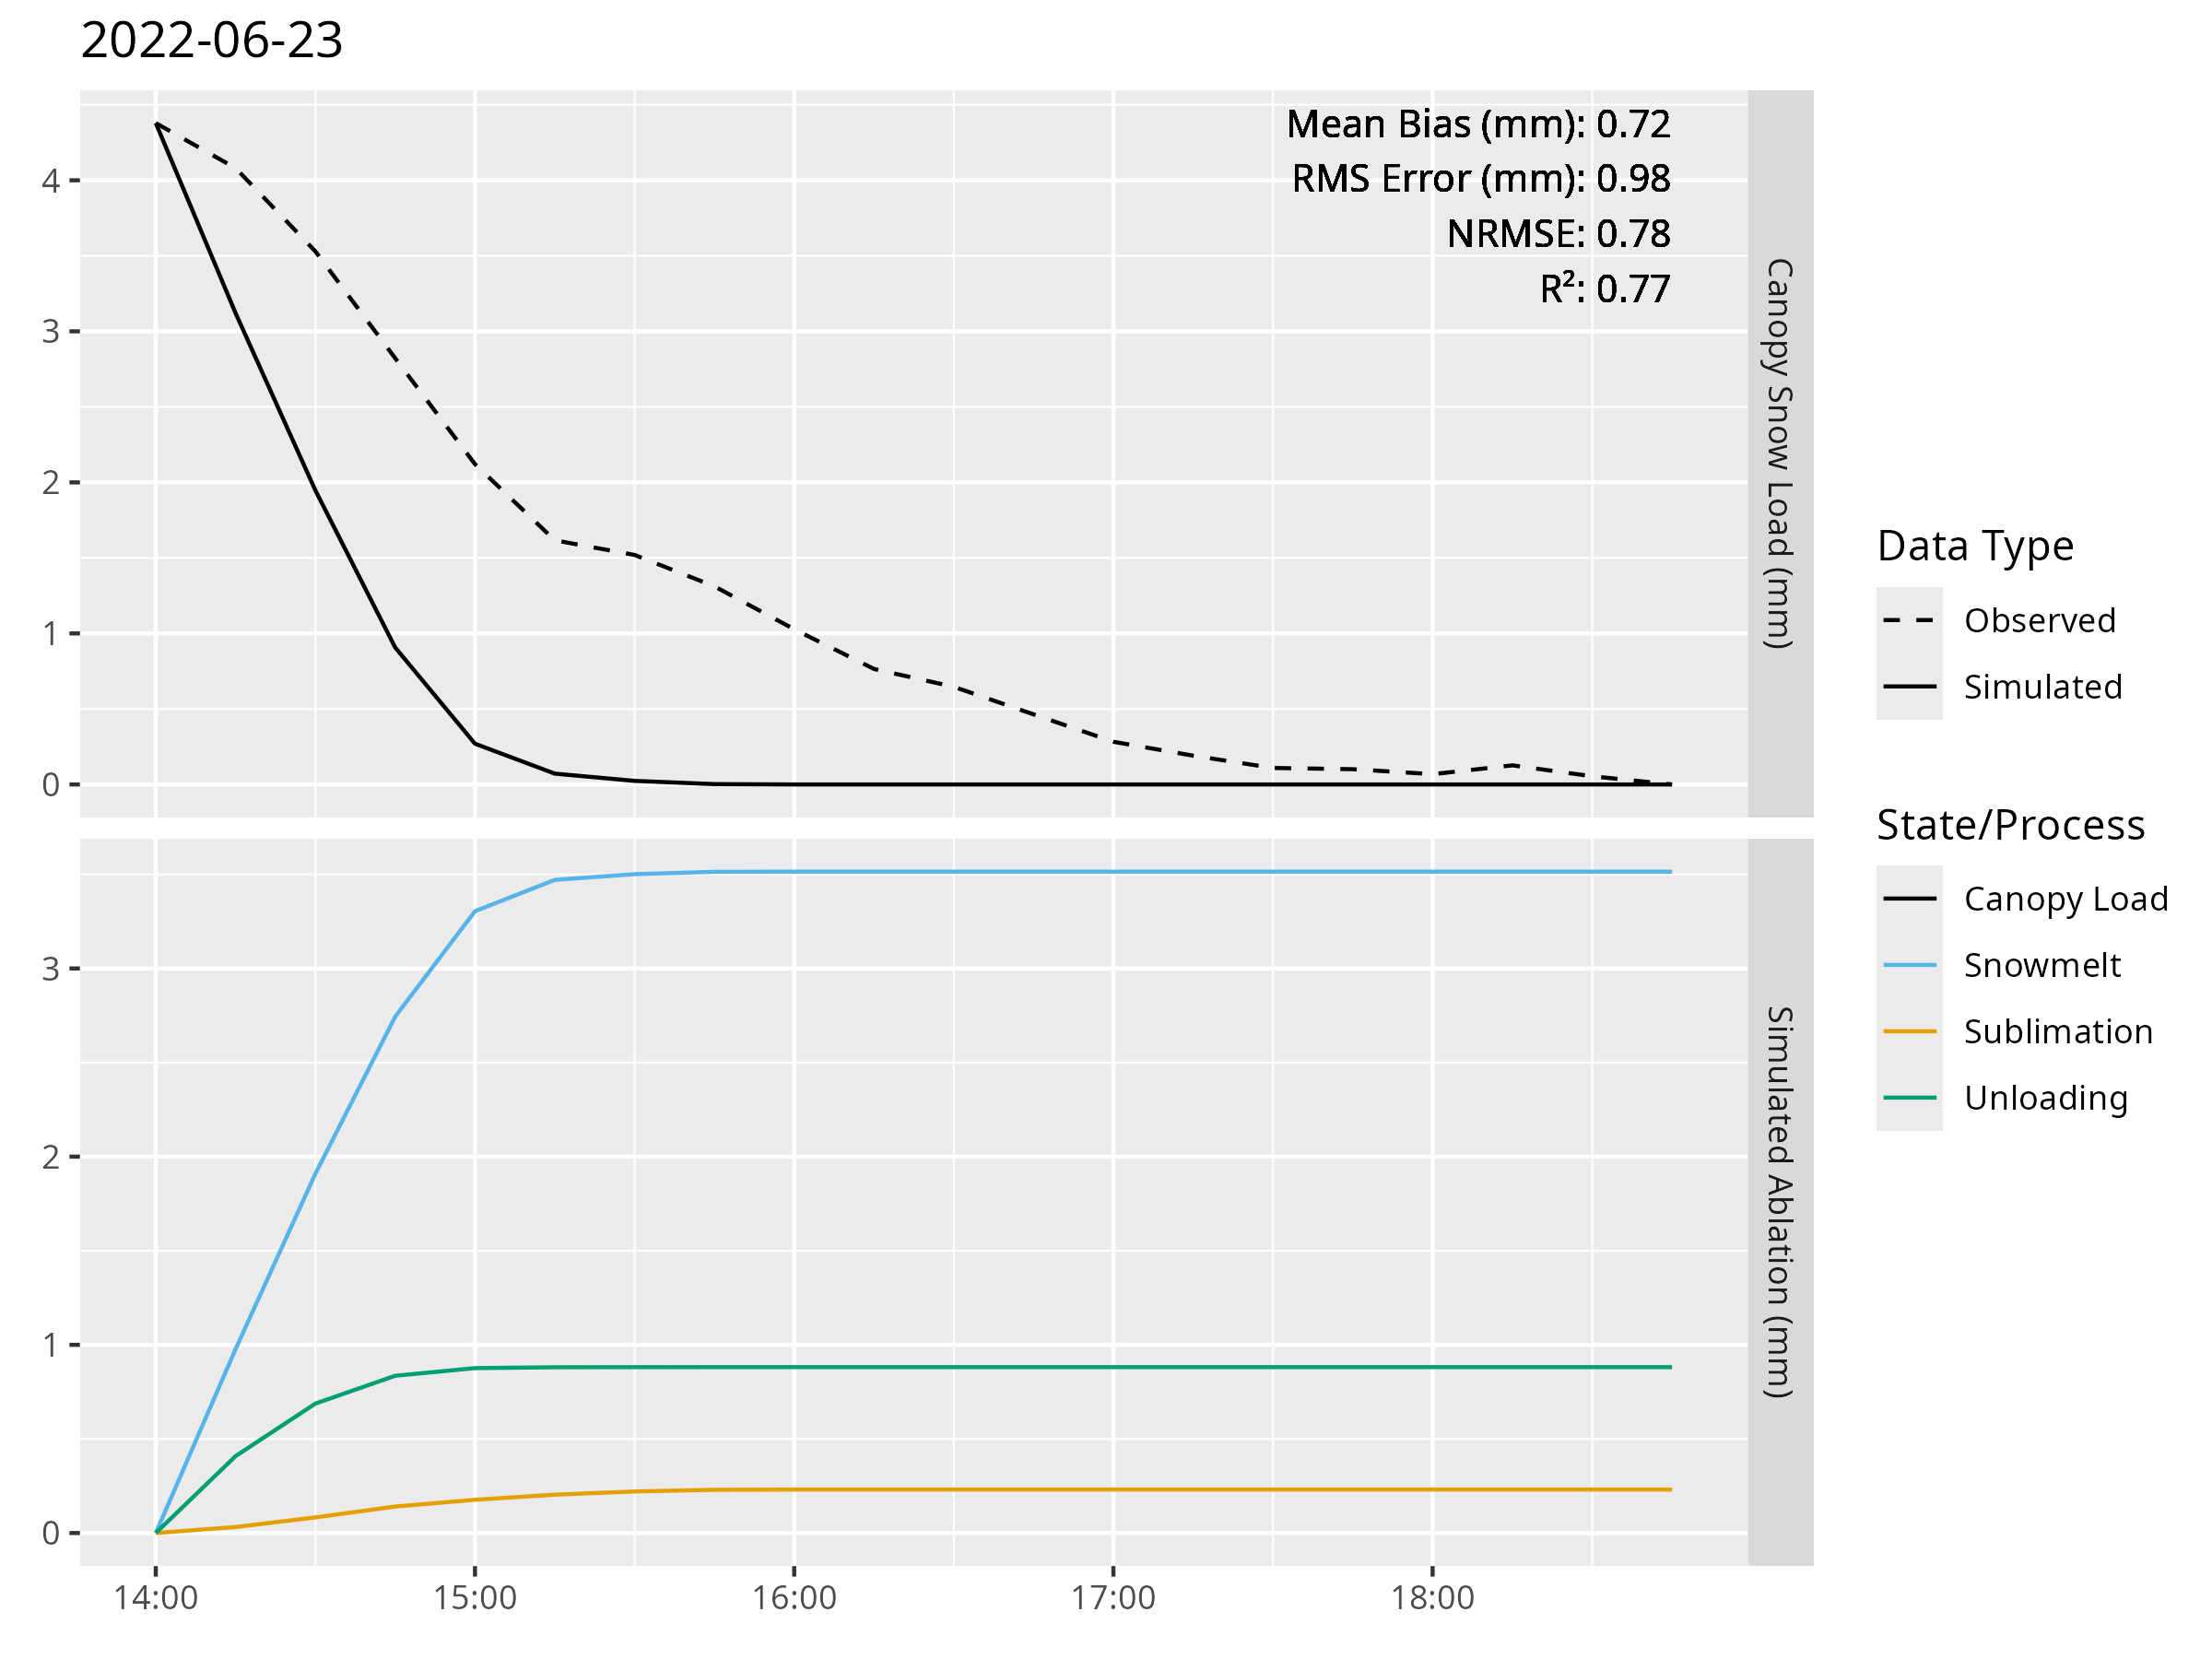 2022-06-23
Mean Bias (mm): 0.72
RMS Error (mm): 0.98
NRMSE: 0.78
R²: 0.77
4
3
2
1
0
Canopy Snow Load (mm)
3
2
1
0
Simulated Ablation (mm)
14:00 15:00 16:00 17:00 18:00
Data Type
Observed
Simulated
State/Process
Canopy Load
Snowmelt
Sublimation
Unloading